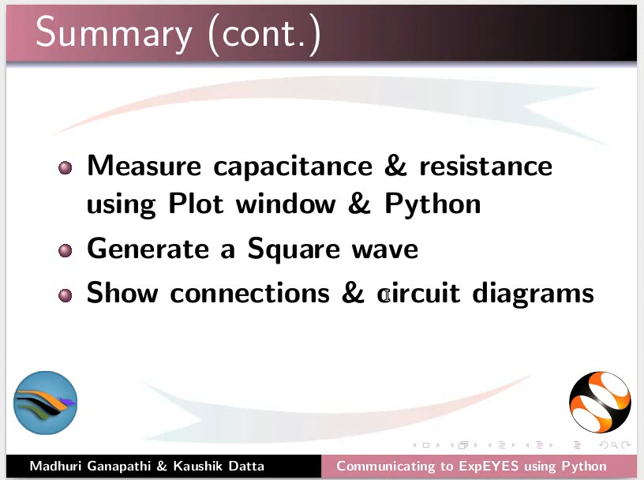 Summary (cont.)
Measure capacitance & resistance
using Plot window & Python
Generate a Square wave
Show connections & circuit diagrams
Madhuri Ganapathi & Kaushik Datta
Communicating to ExpEYES using Python